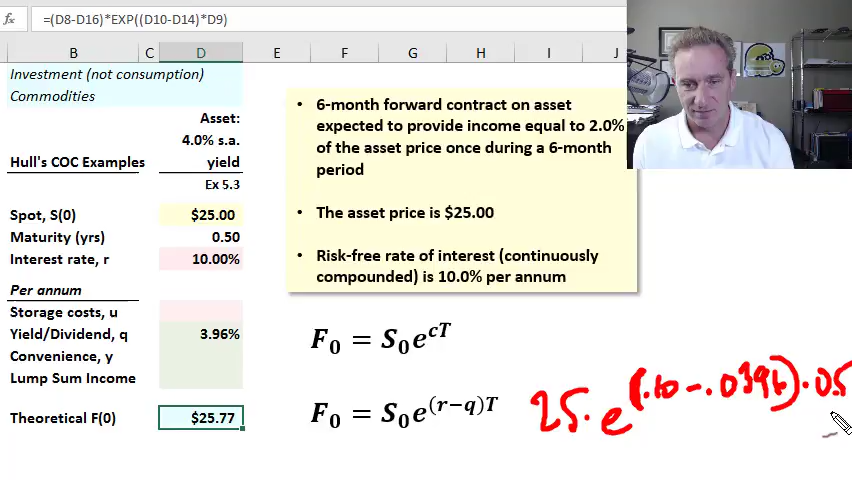 =(D8-D16)*EXP((D10-D14)*D9)
B C D E F G H I J
Investment (not consumption)
Commodities
Asset:
4.0% s.a.
Hull's COC Examples yield
Ex 5.3
Spot, S(0) $25.00
Maturity (yrs) 0.50
Interest rate, r 10.00%
Per annum
Storage costs, u
Yield/Dividend, q 3.96%
Convenience, y
Lump Sum Income
Theoretical F(0) $25.77
• 6-month forward contract on asset
expected to provide income equal to 2.0%
of the asset price once during a 6-month
period
• The asset price is $25.00
• Risk-free rate of interest (continuously
compounded) is 10.0% per annum
F₀ = S₀e^{cT}
F₀ = S₀e^{(r−q)T}
25·e^{(.10-.0396)·0.5}